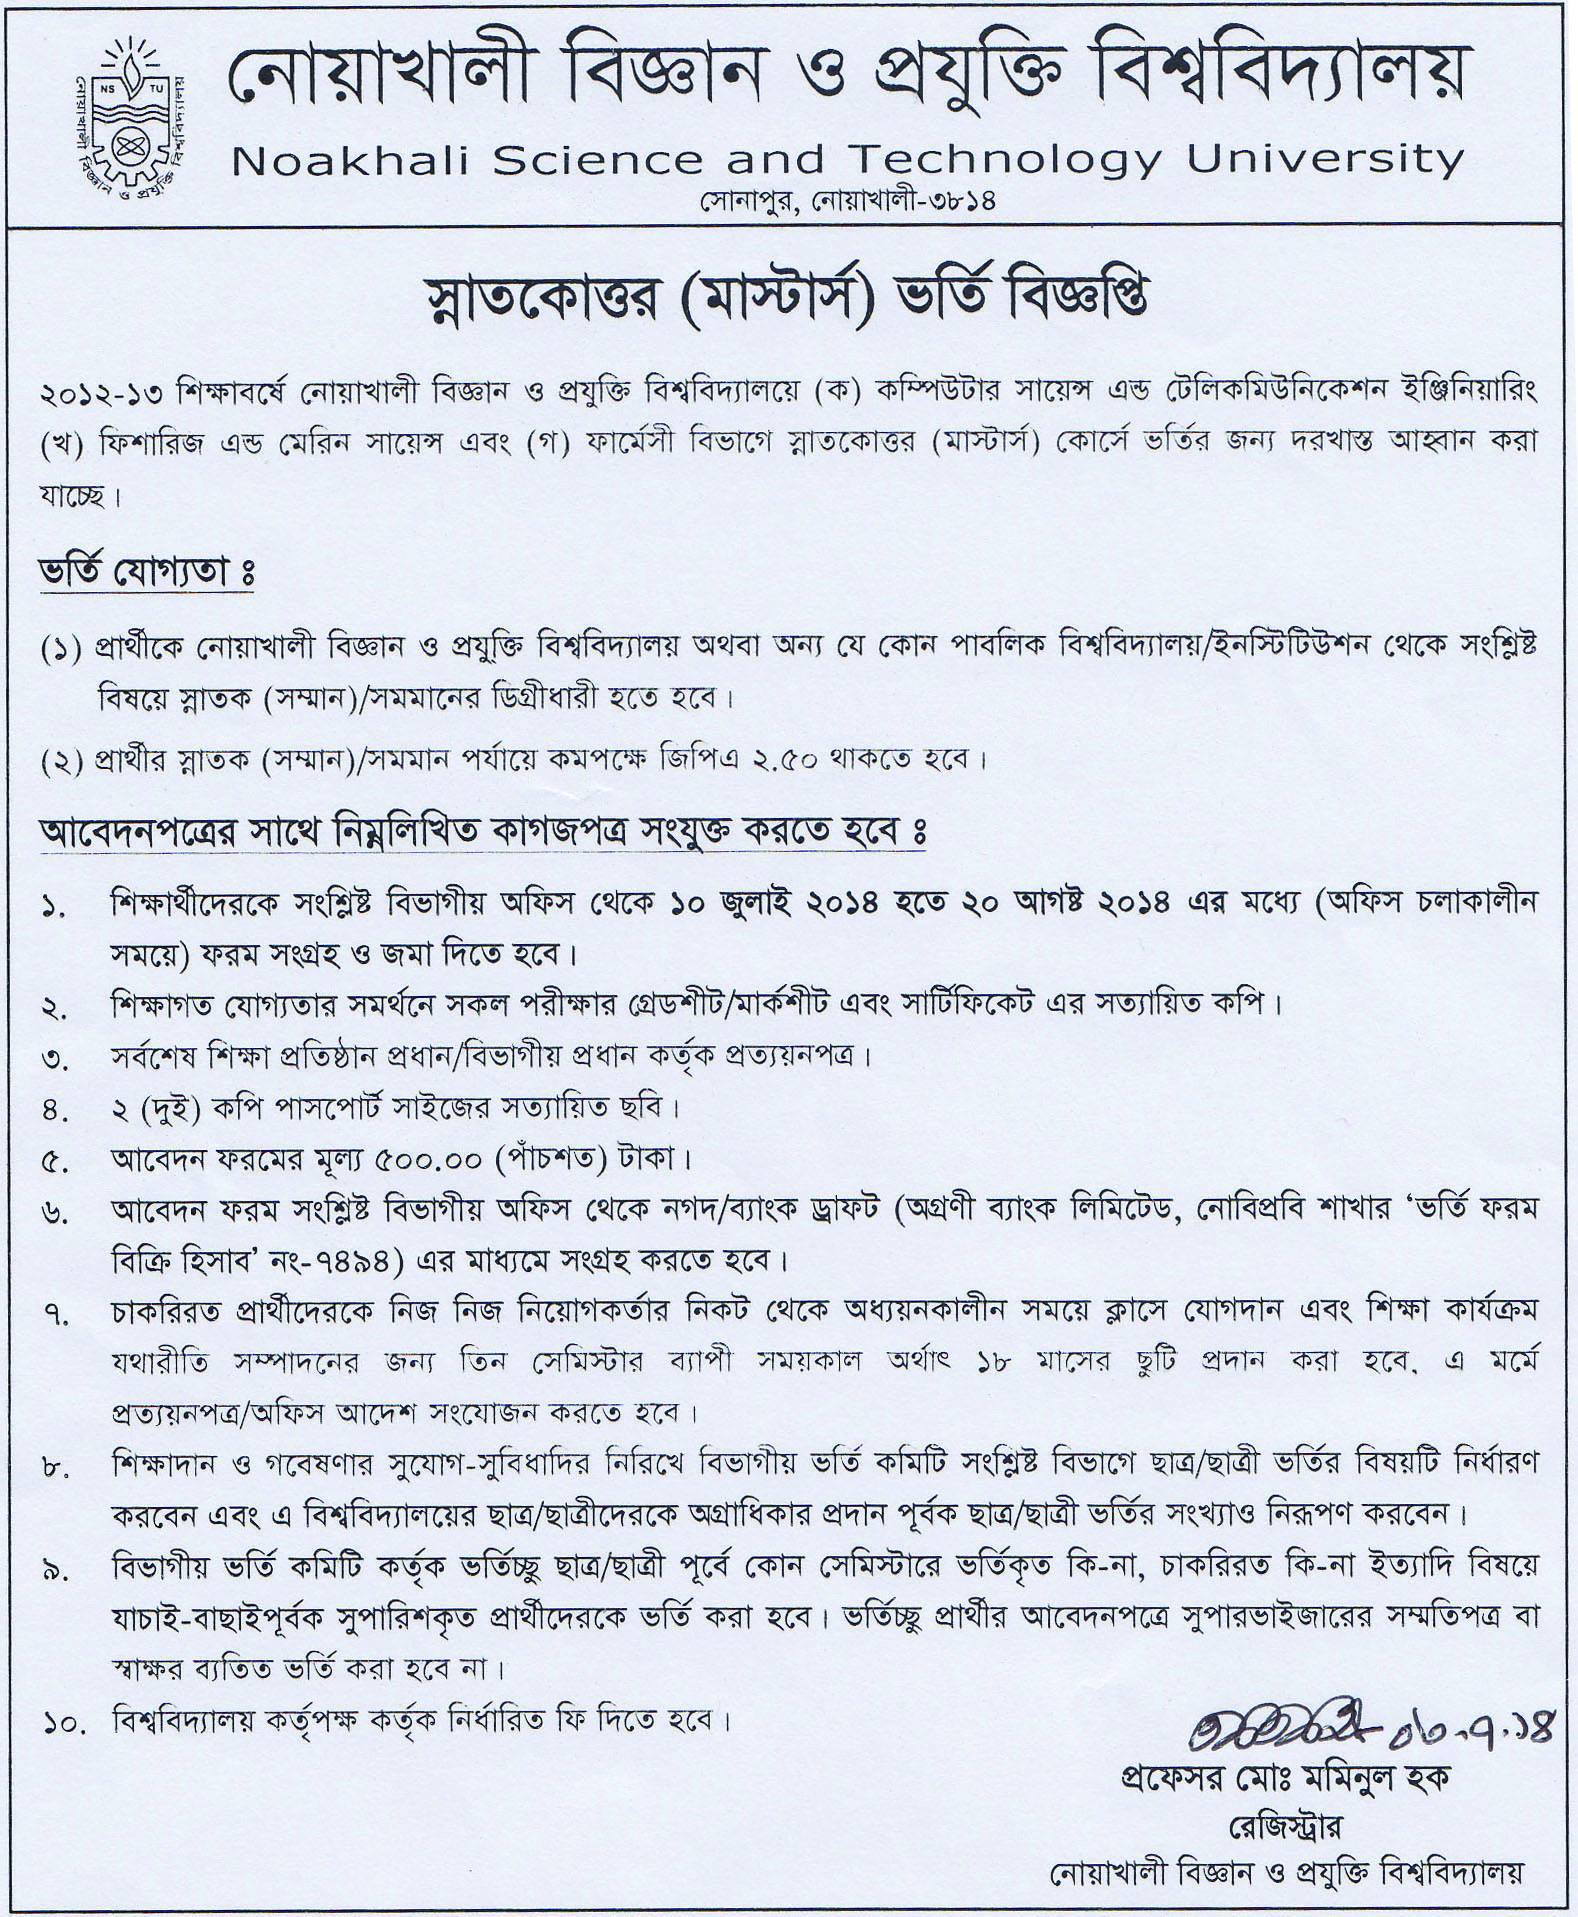 NS TU
নোয়াখালী বিজ্ঞান ও প্রযুক্তি বিশ্ববিদ্যালয়
নোয়াখালী বিজ্ঞান ও প্রযুক্তি বিশ্ববিদ্যালয়
Noakhali Science and Technology University
সোনাপুর, নোয়াখালী-৩৮১৪
স্নাতকোত্তর (মাস্টার্স) ভর্তি বিজ্ঞপ্তি
২০১২-১৩ শিক্ষাবর্ষে নোয়াখালী বিজ্ঞান ও প্রযুক্তি বিশ্ববিদ্যালয়ে (ক) কম্পিউটার সায়েন্স এন্ড টেলিকমিউনিকেশন ইঞ্জিনিয়ারিং
(খ) ফিশারিজ এন্ড মেরিন সায়েন্স এবং (গ) ফার্মেসী বিভাগে স্নাতকোত্তর (মাস্টার্স) কোর্সে ভর্তির জন্য দরখাস্ত আহ্বান করা
যাচ্ছে।
ভর্তি যোগ্যতা ঃ
(১) প্রার্থীকে নোয়াখালী বিজ্ঞান ও প্রযুক্তি বিশ্ববিদ্যালয় অথবা অন্য যে কোন পাবলিক বিশ্ববিদ্যালয়/ইনস্টিটিউশন থেকে সংশ্লিষ্ট
বিষয়ে স্নাতক (সম্মান)/সমমানের ডিগ্রীধারী হতে হবে।
(২) প্রার্থীর স্নাতক (সম্মান)/সমমান পর্যায়ে কমপক্ষে জিপিএ ২.৫০ থাকতে হবে।
আবেদনপত্রের সাথে নিম্নলিখিত কাগজপত্র সংযুক্ত করতে হবে ঃ
১. শিক্ষার্থীদেরকে সংশ্লিষ্ট বিভাগীয় অফিস থেকে ১০ জুলাই ২০১৪ হতে ২০ আগষ্ট ২০১৪ এর মধ্যে (অফিস চলাকালীন
সময়ে) ফরম সংগ্রহ ও জমা দিতে হবে।
২. শিক্ষাগত যোগ্যতার সমর্থনে সকল পরীক্ষার গ্রেডশীট/মার্কশীট এবং সার্টিফিকেট এর সত্যায়িত কপি।
৩. সর্বশেষ শিক্ষা প্রতিষ্ঠান প্রধান/বিভাগীয় প্রধান কর্তৃক প্রত্যয়নপত্র।
৪. ২ (দুই) কপি পাসপোর্ট সাইজের সত্যায়িত ছবি।
৫. আবেদন ফরমের মূল্য ৫০০.০০ (পাঁচশত) টাকা।
৬. আবেদন ফরম সংশ্লিষ্ট বিভাগীয় অফিস থেকে নগদ/ব্যাংক ড্রাফট (অগ্রণী ব্যাংক লিমিটেড, নোবিপ্রবি শাখার ‘ভর্তি ফরম
বিক্রি হিসাব’ নং-৭৪৯৪) এর মাধ্যমে সংগ্রহ করতে হবে।
৭. চাকরিরত প্রার্থীদেরকে নিজ নিজ নিয়োগকর্তার নিকট থেকে অধ্যয়নকালীন সময়ে ক্লাসে যোগদান এবং শিক্ষা কার্যক্রম
যথারীতি সম্পাদনের জন্য তিন সেমিস্টার ব্যাপী সময়কাল অর্থাৎ ১৮ মাসের ছুটি প্রদান করা হবে, এ মর্মে
প্রত্যয়নপত্র/অফিস আদেশ সংযোজন করতে হবে।
৮. শিক্ষাদান ও গবেষণার সুযোগ-সুবিধাদির নিরিখে বিভাগীয় ভর্তি কমিটি সংশ্লিষ্ট বিভাগে ছাত্র/ছাত্রী ভর্তির বিষয়টি নির্ধারণ
করবেন এবং এ বিশ্ববিদ্যালয়ের ছাত্র/ছাত্রীদেরকে অগ্রাধিকার প্রদান পূর্বক ছাত্র/ছাত্রী ভর্তির সংখ্যাও নিরূপণ করবেন।
৯. বিভাগীয় ভর্তি কমিটি কর্তৃক ভর্তিচ্ছু ছাত্র/ছাত্রী পূর্বে কোন সেমিস্টারে ভর্তিকৃত কি-না, চাকরিরত কি-না ইত্যাদি বিষয়ে
যাচাই-বাছাইপূর্বক সুপারিশকৃত প্রার্থীদেরকে ভর্তি করা হবে। ভর্তিচ্ছু প্রার্থীর আবেদনপত্রে সুপারভাইজারের সম্মতিপত্র বা
স্বাক্ষর ব্যতিত ভর্তি করা হবে না।
১০. বিশ্ববিদ্যালয় কর্তৃপক্ষ কর্তৃক নির্ধারিত ফি দিতে হবে।
প্রফেসর মোঃ মমিনুল হক
রেজিস্ট্রার
নোয়াখালী বিজ্ঞান ও প্রযুক্তি বিশ্ববিদ্যালয়